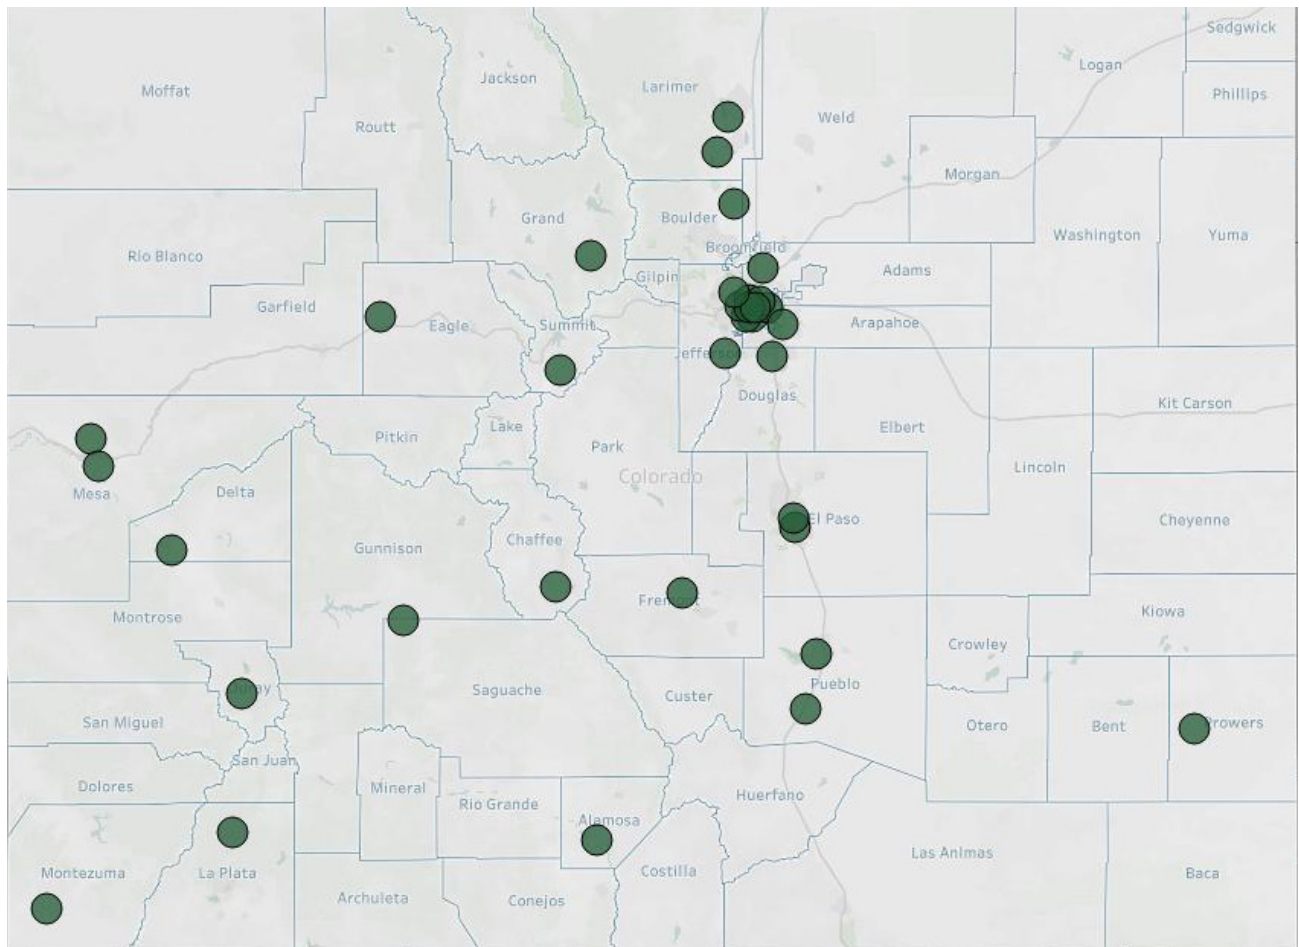 Sedgwick
Logan
Jackson
Larimer
Moffat
Phillips
Weld
Routt
Morgan
Grand
Boulder
Washington
Yuma
Broomfield
Rio Blanco
Gilpin
Adams
Garfield
Eagle
Summit
Arapahoe
Jefferson
Douglas
Kit Carson
Lake
Elbert
Pitkin
Park
Lincoln
Colorado
Delta
Mesa
El Paso
Cheyenne
Chaffee
Gunnison
Fremont
Kiowa
Montrose
Crowley
Ouray
Saguache
Pueblo
Custer
San Miguel
Otero
Bent
Prowers
San Juan
Dolores
Mineral
Huerfano
Rio Grande
Alamosa
Las Animas
Costilla
Montezuma
La Plata
Baca
Archuleta
Conejos